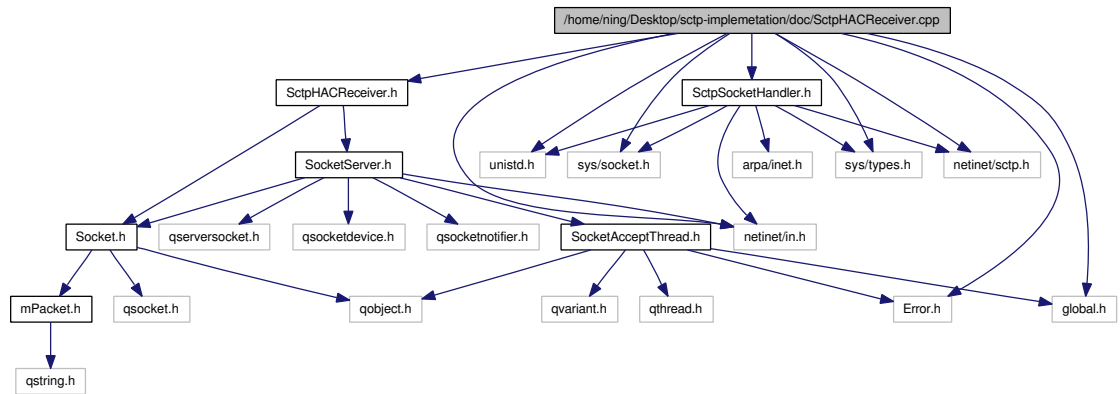 /home/ning/Desktop/sctp-implemetation/doc/SctpHACReceiver.cpp
SctpHACReceiver.h
SctpSocketHandler.h
SocketServer.h
unistd.h
sys/socket.h
arpa/inet.h
sys/types.h
netinet/sctp.h
Socket.h
qserversocket.h
qsocketdevice.h
qsocketnotifier.h
SocketAcceptThread.h
netinet/in.h
mPacket.h
qsocket.h
qobject.h
qvariant.h
qthread.h
Error.h
global.h
qstring.h